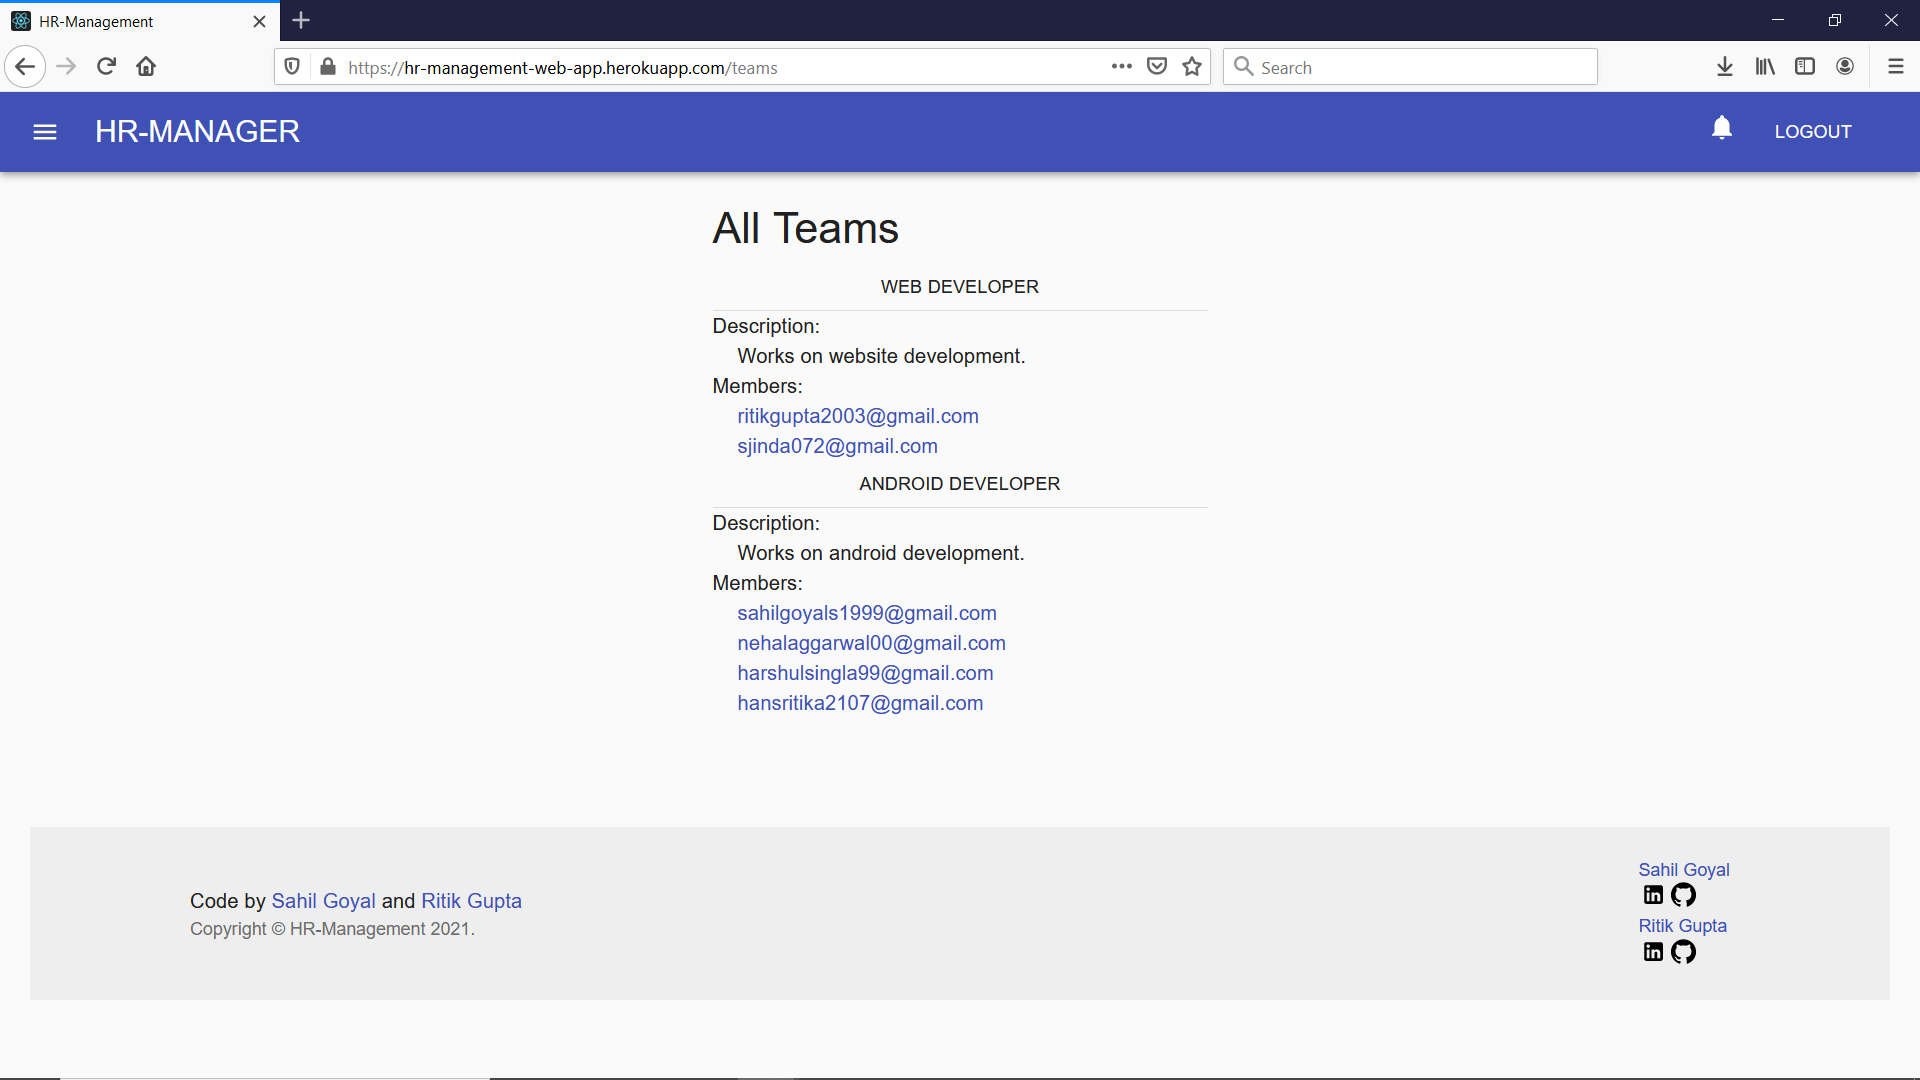 HR-Management
https://hr-management-web-app.herokuapp.com/teams
Search
HR-MANAGER
LOGOUT
All Teams
WEB DEVELOPER
Description:
Works on website development.
Members:
ritikgupta2003@gmail.com
sjinda072@gmail.com
ANDROID DEVELOPER
Description:
Works on android development.
Members:
sahilgoyals1999@gmail.com
nehalaggarwal00@gmail.com
harshulsingla99@gmail.com
hansritika2107@gmail.com
Code by Sahil Goyal and Ritik Gupta
Copyright © HR-Management 2021.
Sahil Goyal
in
Ritik Gupta
in